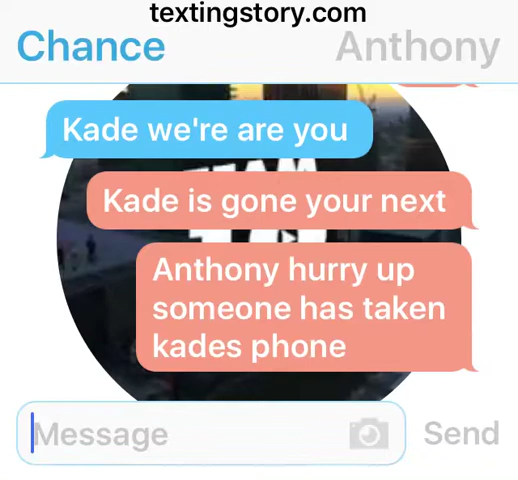 textingstory.com
Chance Anthony
Kade we're are you
Kade is gone your next
Anthony hurry up
someone has taken
kades phone
Message Send